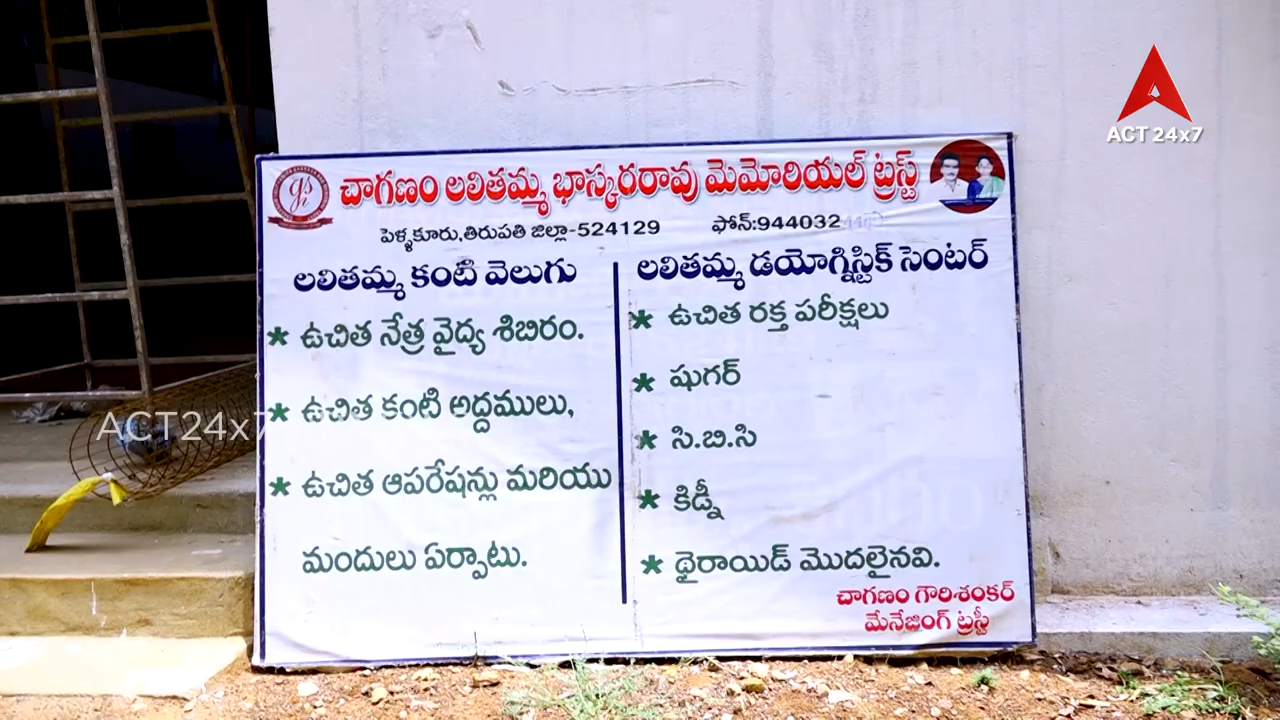 ACT 24x7
చాగణం లలితమ్మ భాస్కరరావు మెమోరియల్ ట్రస్ట్
పెళ్ళకూరు,తిరుపతి జిల్లా-524129 ఫోన్:944032
లలితమ్మ కంటి వెలుగు
* ఉచిత నేత్ర వైద్య శిబిరం.
* ఉచిత కంటి అద్దములు,
* ఉచిత ఆపరేషన్లు మరియు
మందులు ఏర్పాటు.
లలితమ్మ డయోగ్నిస్టిక్ సెంటర్
* ఉచిత రక్త పరీక్షలు
* షుగర్
* సి.బి.సి
* కిడ్నీ
* థైరాయిడ్ మొదలైనవి.
చాగణం గౌరిశంకర్
మేనేజింగ్ ట్రస్టీ
ACT24x7